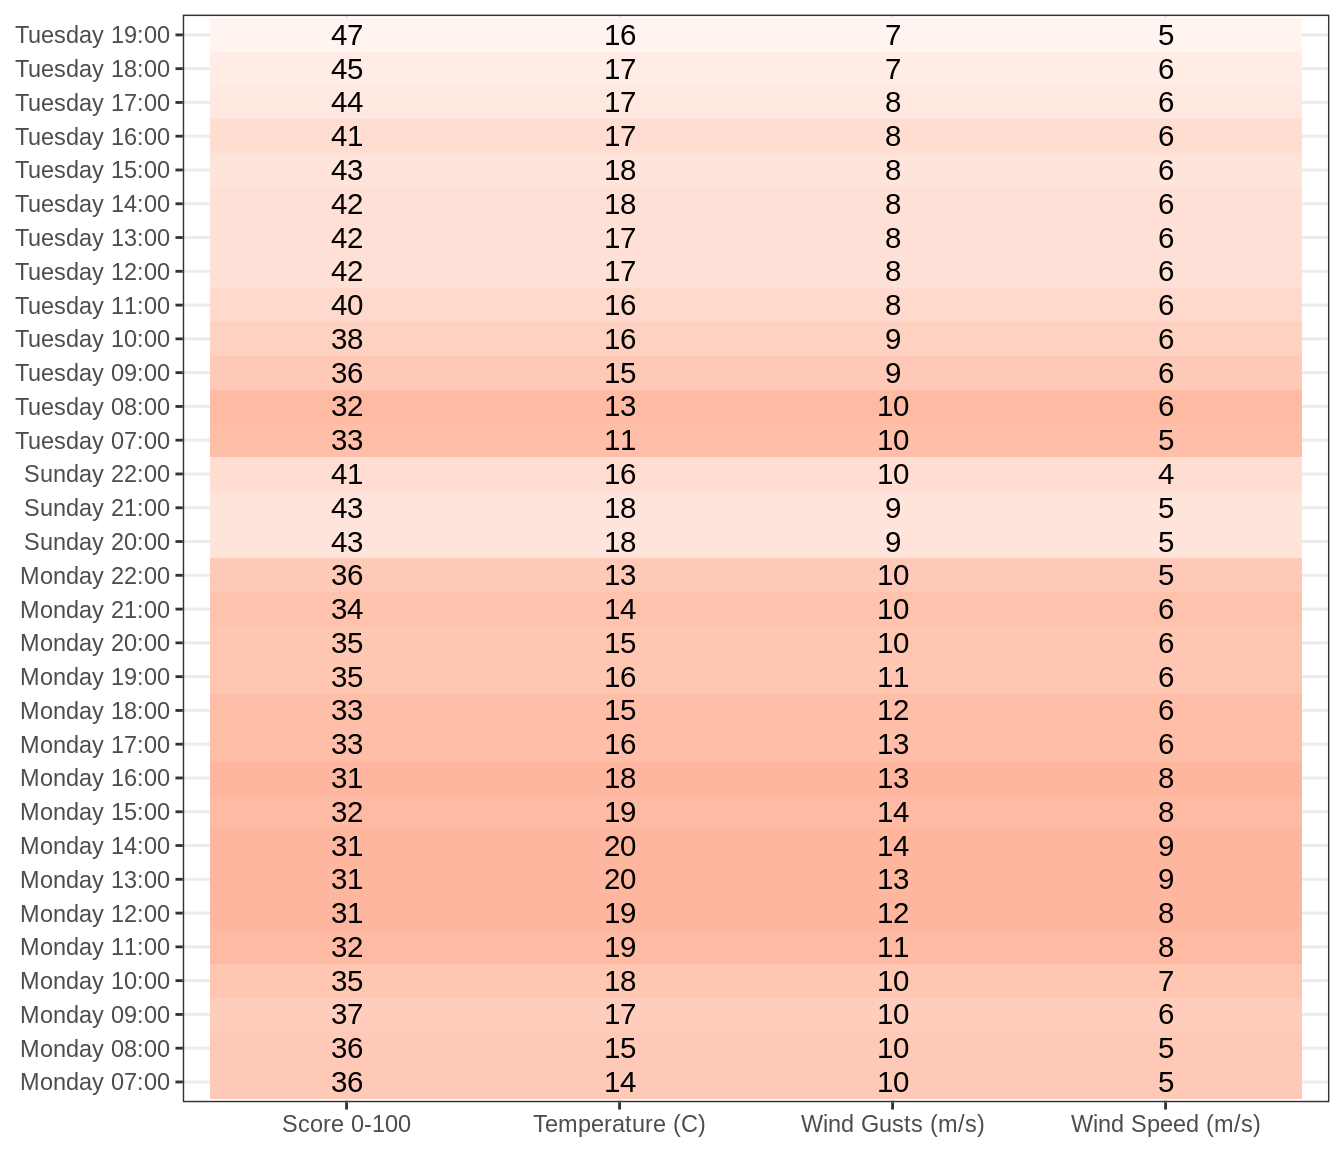 Tuesday 19:00 47 16 7 5
Tuesday 18:00 45 17 7 6
Tuesday 17:00 44 17 8 6
Tuesday 16:00 41 17 8 6
Tuesday 15:00 43 18 8 6
Tuesday 14:00 42 18 8 6
Tuesday 13:00 42 17 8 6
Tuesday 12:00 42 17 8 6
Tuesday 11:00 40 16 8 6
Tuesday 10:00 38 16 9 6
Tuesday 09:00 36 15 9 6
Tuesday 08:00 32 13 10 6
Tuesday 07:00 33 11 10 5
Sunday 22:00 41 16 10 4
Sunday 21:00 43 18 9 5
Sunday 20:00 43 18 9 5
Monday 22:00 36 13 10 5
Monday 21:00 34 14 10 6
Monday 20:00 35 15 10 6
Monday 19:00 35 16 11 6
Monday 18:00 33 15 12 6
Monday 17:00 33 16 13 6
Monday 16:00 31 18 13 8
Monday 15:00 32 19 14 8
Monday 14:00 31 20 14 9
Monday 13:00 31 20 13 9
Monday 12:00 31 19 12 8
Monday 11:00 32 19 11 8
Monday 10:00 35 18 10 7
Monday 09:00 37 17 10 6
Monday 08:00 36 15 10 5
Monday 07:00 36 14 10 5
Score 0-100 Temperature (C) Wind Gusts (m/s) Wind Speed (m/s)